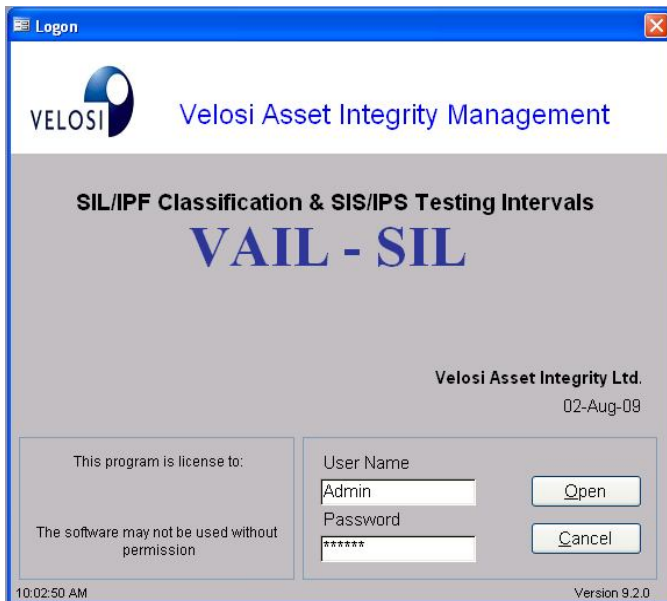 Logon
VELOSI
Velosi Asset Integrity Management
SIL/IPF Classification & SIS/IPS Testing Intervals
VAIL - SIL
Velosi Asset Integrity Ltd.
02-Aug-09
This program is license to:
The software may not be used without
permission
User Name
Admin
Password
******
Open
Cancel
10:02:50 AM
Version 9.2.0